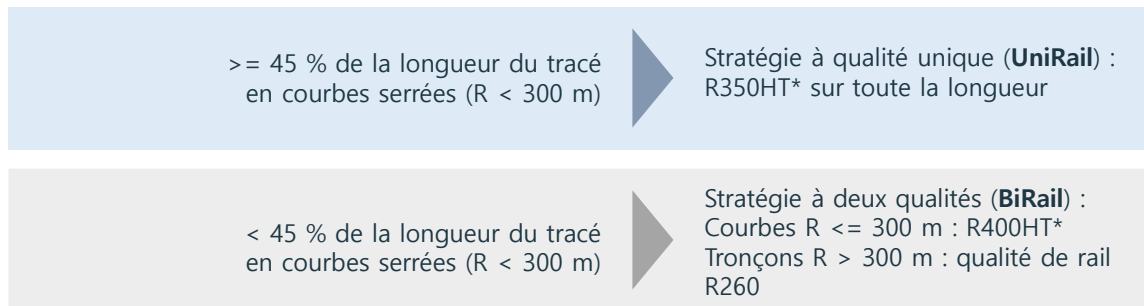 >= 45 % de la longueur du tracé
en courbes serrées (R < 300 m)
Stratégie à qualité unique (UniRail) :
R350HT* sur toute la longueur
< 45 % de la longueur du tracé
en courbes serrées (R < 300 m)
Stratégie à deux qualités (BiRail) :
Courbes R <= 300 m : R400HT*
Tronçons R > 300 m : qualité de rail
R260